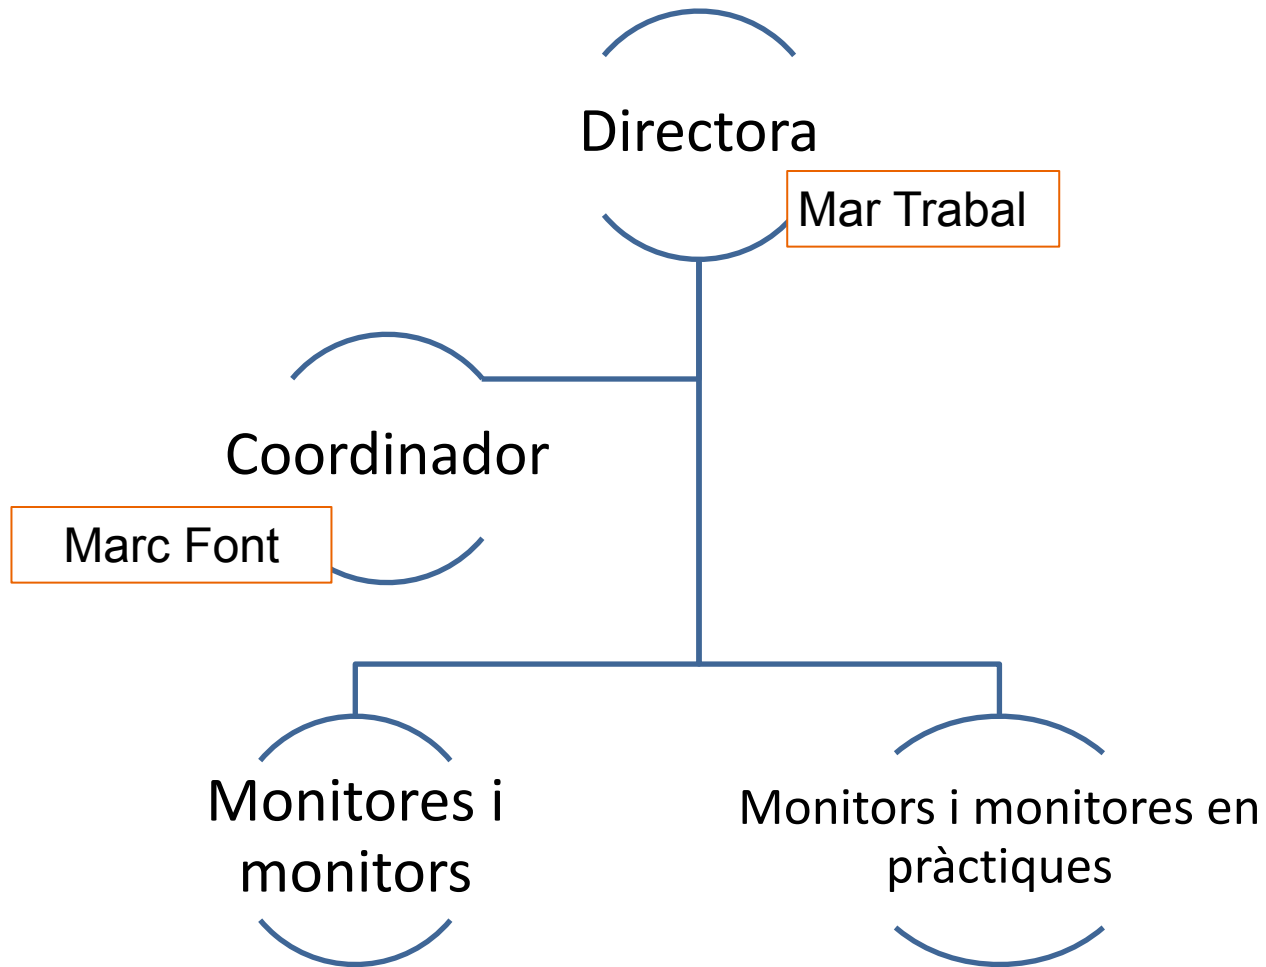 Directora
Mar Trabal
Coordinador
Marc Font
Monitores i
monitors
Monitors i monitores en
pràctiques